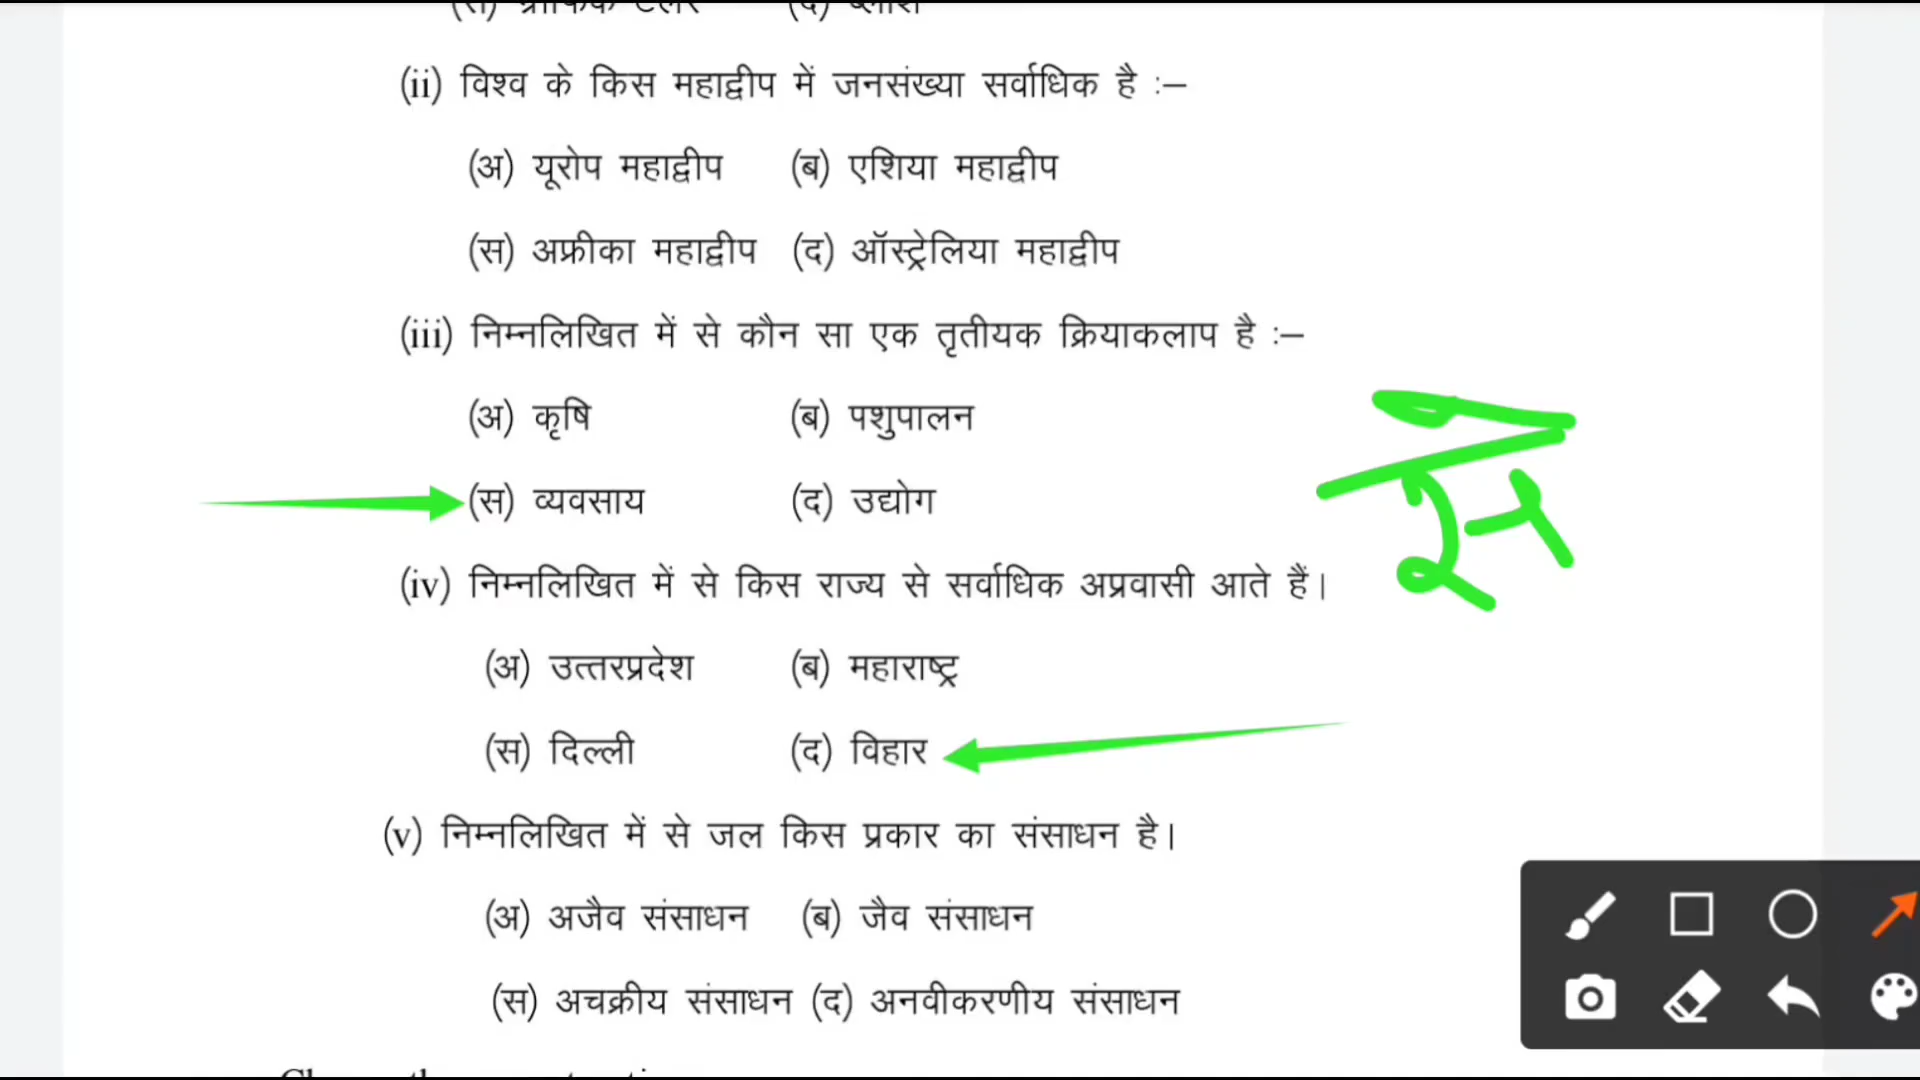 (ii) विश्व के किस महाद्वीप में जनसंख्या सर्वाधिक है :–
(अ) यूरोप महाद्वीप (ब) एशिया महाद्वीप
(स) अफ्रीका महाद्वीप (द) ऑस्ट्रेलिया महाद्वीप
(iii) निम्नलिखित में से कौन सा एक तृतीयक क्रियाकलाप है :–
(अ) कृषि (ब) पशुपालन
(स) व्यवसाय (द) उद्योग
(iv) निम्नलिखित में से किस राज्य से सर्वाधिक अप्रवासी आते हैं।
(अ) उत्तरप्रदेश (ब) महाराष्ट्र
(स) दिल्ली (द) विहार
(v) निम्नलिखित में से जल किस प्रकार का संसाधन है।
(अ) अजैव संसाधन (ब) जैव संसाधन
(स) अचक्रीय संसाधन (द) अनवीकरणीय संसाधन